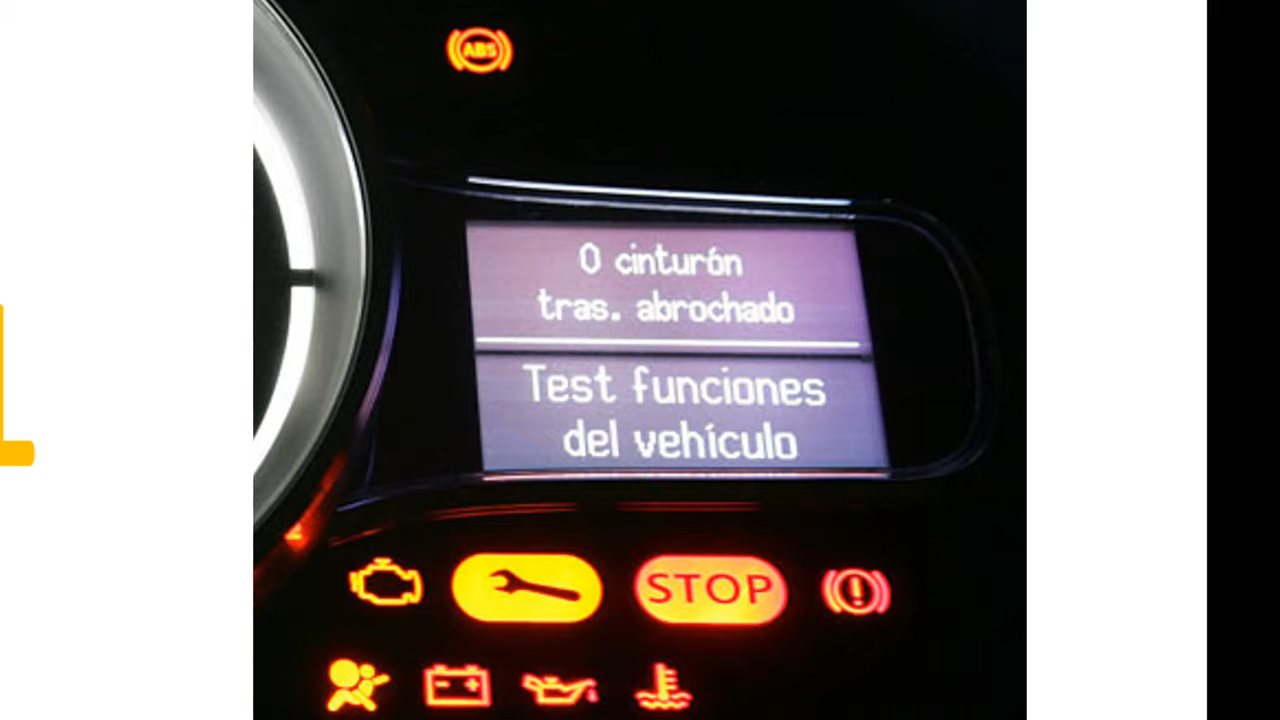 ABS
0 cinturón
tras. abrochado
Test funciones
del vehículo
STOP